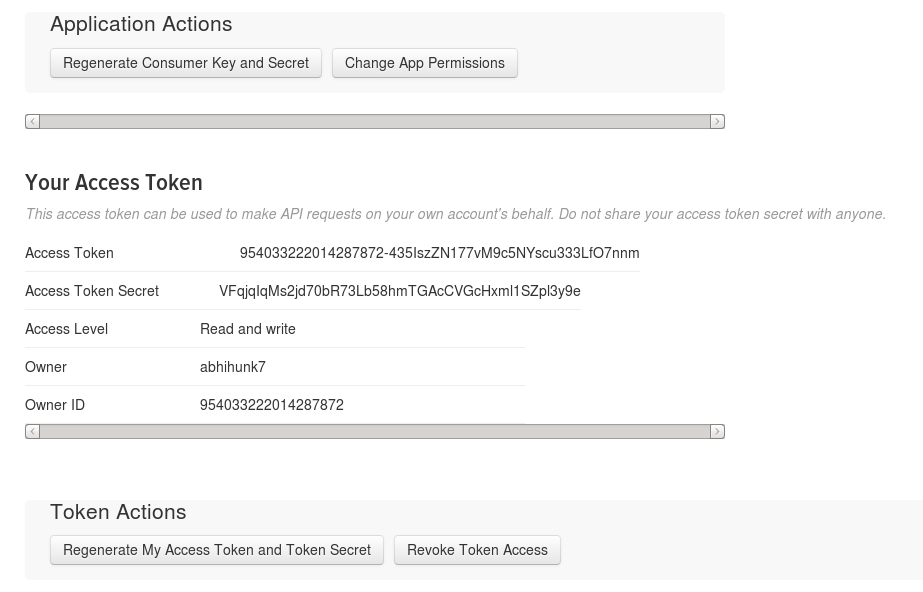 Application Actions
Regenerate Consumer Key and Secret Change App Permissions
Your Access Token
This access token can be used to make API requests on your own account's behalf. Do not share your access token secret with anyone.
Access Token
Access Token Secret
Access Level Read and write
Owner abhihunk7
Owner ID 954033222014287872
Token Actions
Regenerate My Access Token and Token Secret Revoke Token Access